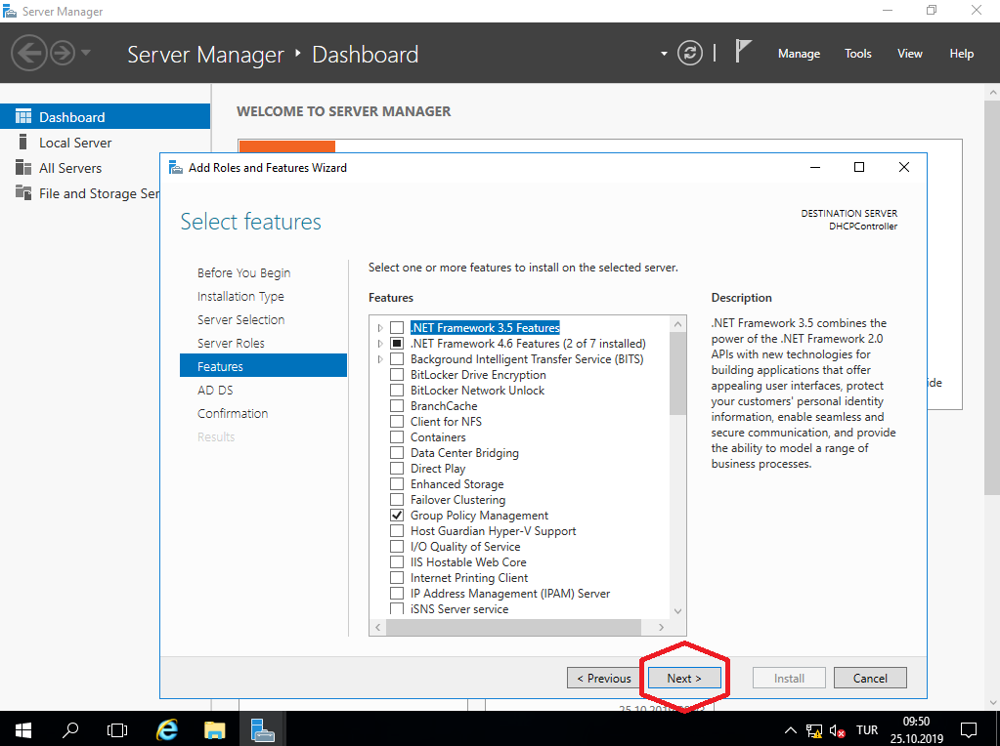 Server Manager
Server Manager ‣ Dashboard
Manage Tools View Help
Dashboard
Local Server
All Servers
File and Storage Ser
WELCOME TO SERVER MANAGER
Add Roles and Features Wizard
Select features
DESTINATION SERVER
DHCPController
Before You Begin
Installation Type
Server Selection
Server Roles
Features
AD DS
Confirmation
Results
Select one or more features to install on the selected server.
Features
.NET Framework 3.5 Features
.NET Framework 4.6 Features (2 of 7 installed)
Background Intelligent Transfer Service (BITS)
BitLocker Drive Encryption
BitLocker Network Unlock
BranchCache
Client for NFS
Containers
Data Center Bridging
Direct Play
Enhanced Storage
Failover Clustering
Group Policy Management
Host Guardian Hyper-V Support
I/O Quality of Service
IIS Hostable Web Core
Internet Printing Client
IP Address Management (IPAM) Server
iSNS Server service
Description
.NET Framework 3.5 combines the
power of the .NET Framework 2.0
APIs with new technologies for
building applications that offer
appealing user interfaces, protect
your customers' personal identity
information, enable seamless and
secure communication, and provide
the ability to model a range of
business processes.
ide
< Previous
Next >
Install
Cancel
TUR
09:50
25.10.2019